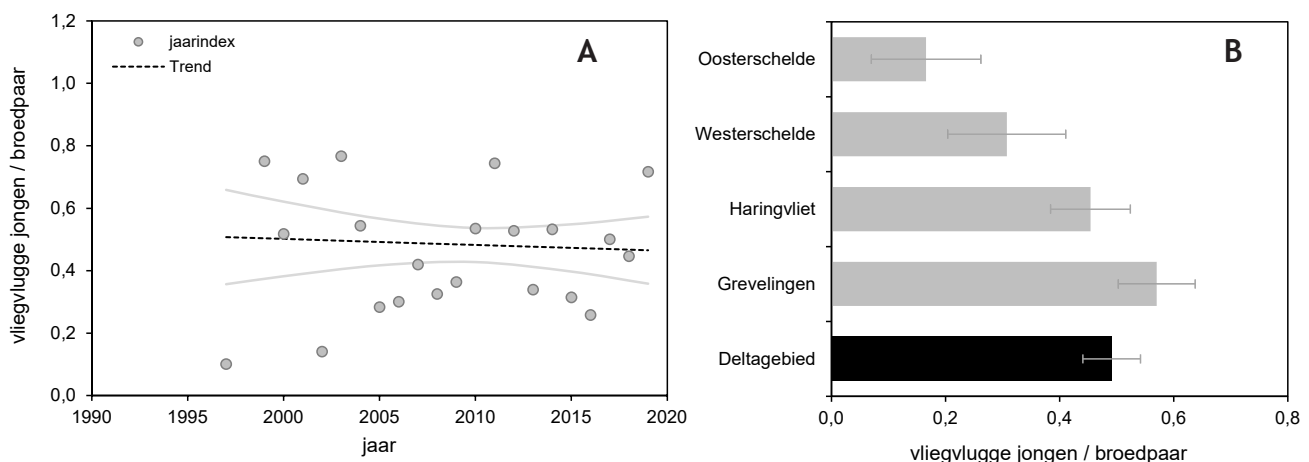 1,2
1,0
0,8
0,6
0,4
0,2
0,0
vliegvlugge jongen / broedpaar
jaarindex
Trend
A
1990 1995 2000 2005 2010 2015 2020
jaar
B
Oosterschelde
Westerschelde
Haringvliet
Grevelingen
Deltagebied
0,0 0,2 0,4 0,6 0,8
vliegvlugge jongen / broedpaar